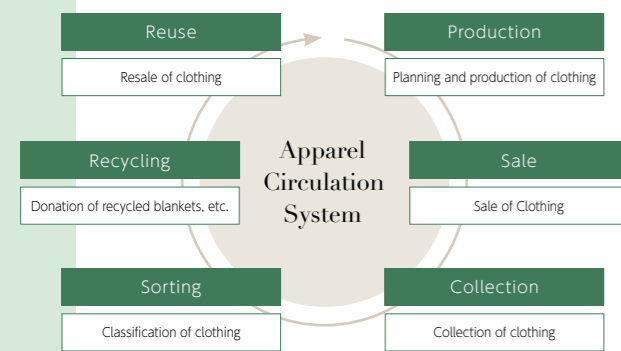 Reuse
Resale of clothing
Production
Planning and production of clothing
Recycling
Donation of recycled blankets, etc.
Apparel
Circulation
System
Sale
Sale of Clothing
Sorting
Classification of clothing
Collection
Collection of clothing